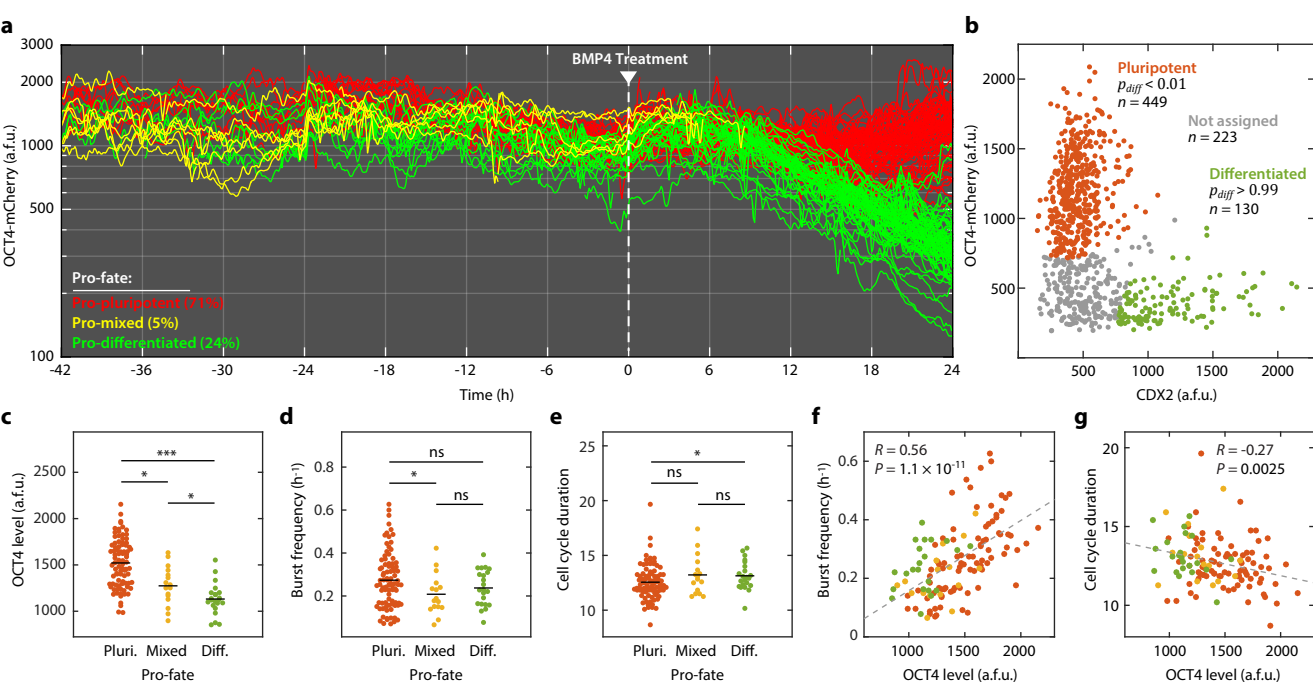 a
3000
2000
1000
500
100
OCT4-mCherry (a.f.u.)
BMP4 Treatment
Pro-fate:
Pro-pluripotent (71%)
Pro-mixed (5%)
Pro-differentiated (24%)
-42 -36 -30 -24 -18 -12 -6 0 6 12 18 24
Time (h)
b
2000
1500
1000
500
OCT4-mCherry (a.f.u.)
Pluripotent
pdiff < 0.01
n = 449
Not assigned
n = 223
Differentiated
pdiff > 0.99
n = 130
500 1000 1500 2000
CDX2 (a.f.u.)
c
2500
2000
1500
1000
OCT4 level (a.f.u.)
***
*
*
Pluri. Mixed Diff.
Pro-fate
d
0.8
0.6
0.4
0.2
Burst frequency (h-1)
ns
*
ns
Pluri. Mixed Diff.
Pro-fate
e
25
20
15
10
Cell cycle duration
*
ns
ns
Pluri. Mixed Diff.
Pro-fate
f
0.6
0.4
0.2
0
Burst frequency (h-1)
R = 0.56
P = 1.1 × 10-11
1000 1500 2000
OCT4 level (a.f.u.)
g
20
15
10
Cell cycle duration
R = -0.27
P = 0.0025
1000 1500 2000
OCT4 level (a.f.u.)